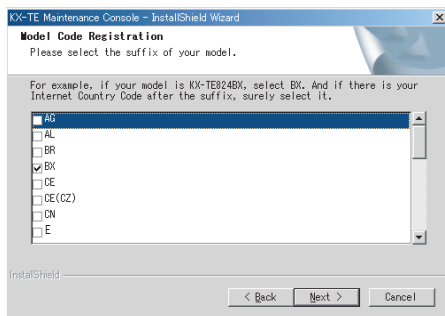 KX-TE Maintenance Console - InstallShield Wizard
Model Code Registration
Please select the suffix of your model.
For example, if your model is KX-TE824BX, select BX. And if there is your
Internet Country Code after the suffix, surely select it.
AG
AL
BR
BX
CE
CE(CZ)
CN
E
InstallShield
< Back
Next >
Cancel